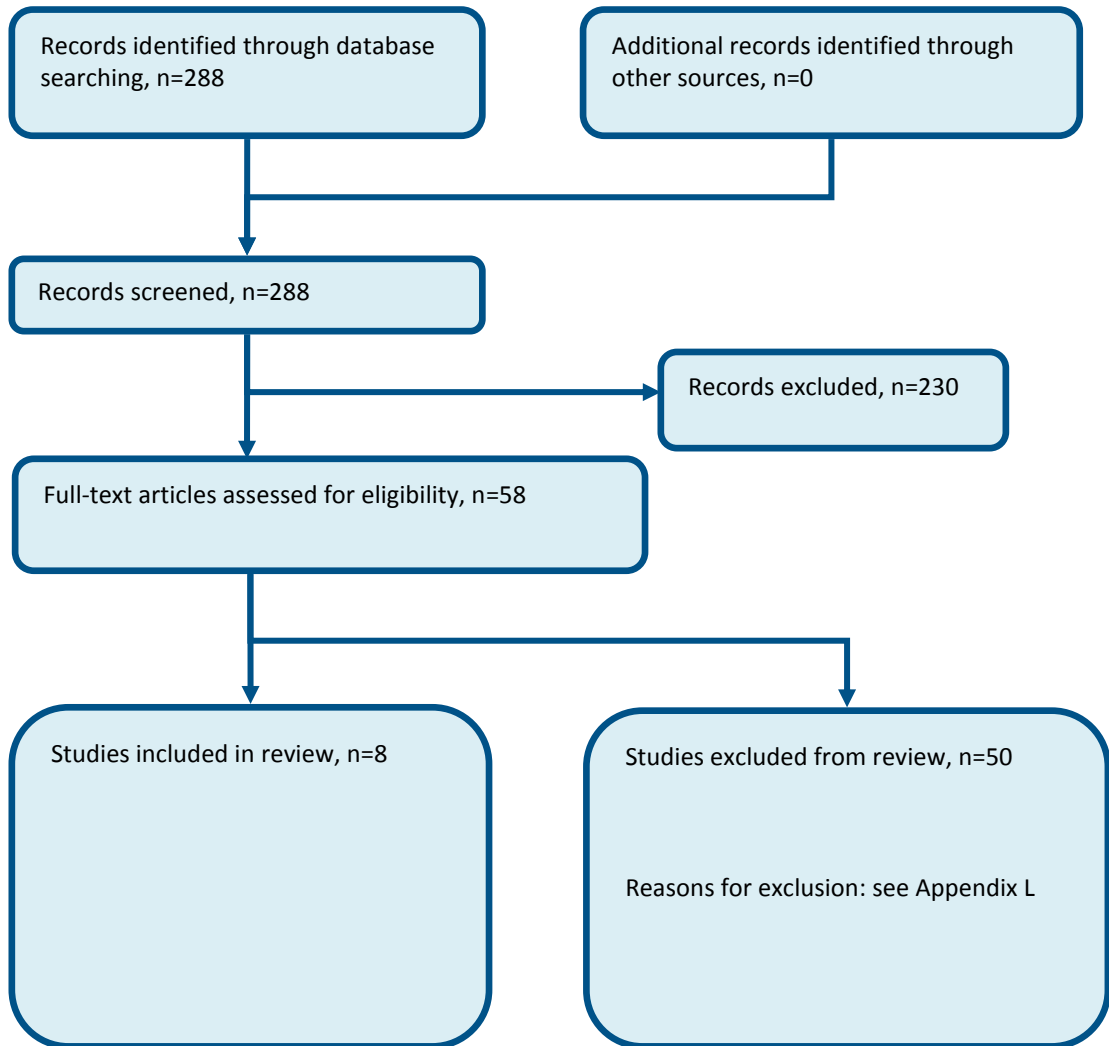 Records identified through database
searching, n=288
Additional records identified through
other sources, n=0
Records screened, n=288
Records excluded, n=230
Full-text articles assessed for eligibility, n=58
Studies included in review, n=8
Studies excluded from review, n=50
Reasons for exclusion: see Appendix L